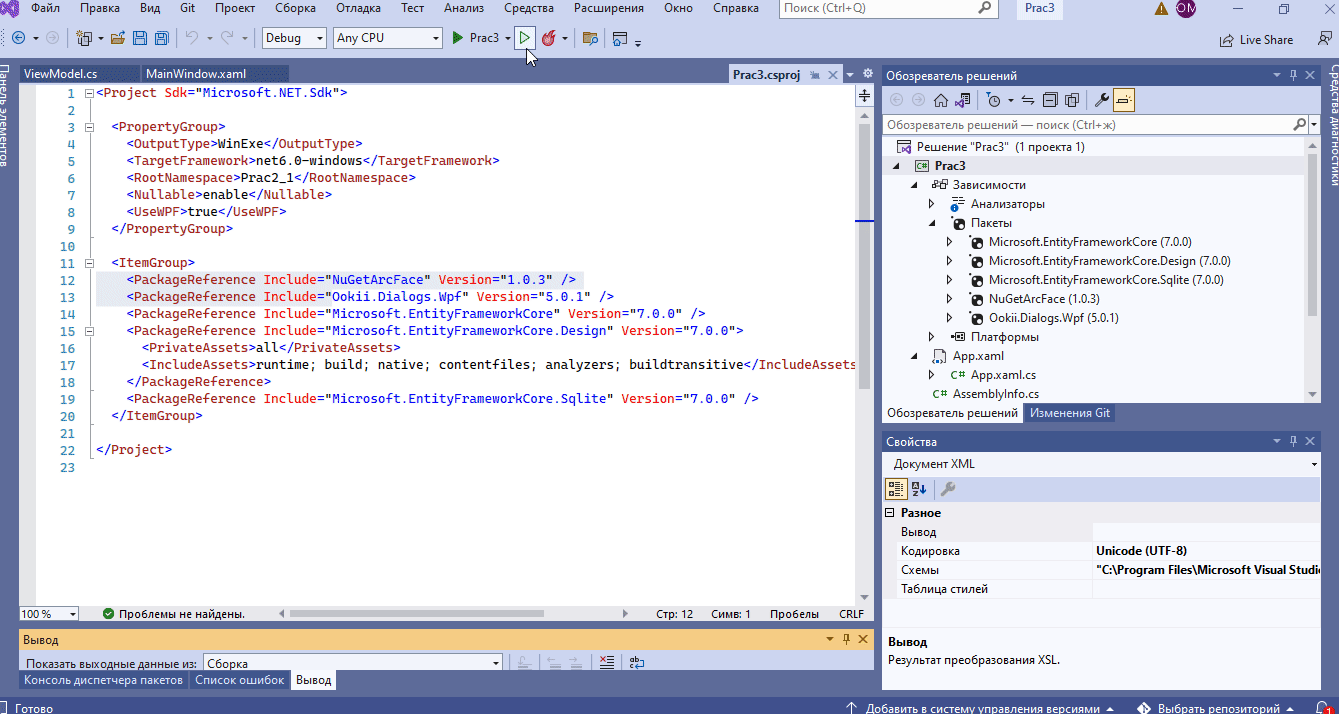 Файл Правка Вид Git Проект Сборка Отладка Тест Анализ Средства Расширения Окно Справка Поиск (Ctrl+Q) Prac3 OM
Debug Any CPU Prac3 Live Share
Панель элементов
ViewModel.cs MainWindow.xaml Prac3.csproj
1 <Project Sdk="Microsoft.NET.Sdk">
2
3 <PropertyGroup>
4 <OutputType>WinExe</OutputType>
5 <TargetFramework>net6.0-windows</TargetFramework>
6 <RootNamespace>Prac2_1</RootNamespace>
7 <Nullable>enable</Nullable>
8 <UseWPF>true</UseWPF>
9 </PropertyGroup>
10
11 <ItemGroup>
12 <PackageReference Include="NuGetArcFace" Version="1.0.3" />
13 <PackageReference Include="Ookii.Dialogs.Wpf" Version="5.0.1" />
14 <PackageReference Include="Microsoft.EntityFrameworkCore" Version="7.0.0" />
15 <PackageReference Include="Microsoft.EntityFrameworkCore.Design" Version="7.0.0">
16 <PrivateAssets>all</PrivateAssets>
17 <IncludeAssets>runtime; build; native; contentfiles; analyzers; buildtransitive</IncludeAssets
18 </PackageReference>
19 <PackageReference Include="Microsoft.EntityFrameworkCore.Sqlite" Version="7.0.0" />
20 </ItemGroup>
21
22 </Project>
23
100 % Проблемы не найдены. Стр: 12 Симв: 1 Пробелы CRLF
Вывод
Показать выходные данные из: Сборка
Консоль диспетчера пакетов Список ошибок Вывод
Обозреватель решений
Обозреватель решений — поиск (Ctrl+ж)
Решение "Prac3" (1 проекта 1)
C# Prac3
Зависимости
Анализаторы
Пакеты
Microsoft.EntityFrameworkCore (7.0.0)
Microsoft.EntityFrameworkCore.Design (7.0.0)
Microsoft.EntityFrameworkCore.Sqlite (7.0.0)
NuGetArcFace (1.0.3)
Ookii.Dialogs.Wpf (5.0.1)
Платформы
App.xaml
C# App.xaml.cs
C# AssemblyInfo.cs
Обозреватель решений Изменения Git
Свойства
Документ XML
Разное
Вывод
Кодировка Unicode (UTF-8)
Схемы "C:\Program Files\Microsoft Visual Studio
Таблица стилей
Вывод
Результат преобразования XSL.
Средства диагностики
Готово Добавить в систему управления версиями Выбрать репозиторий 1